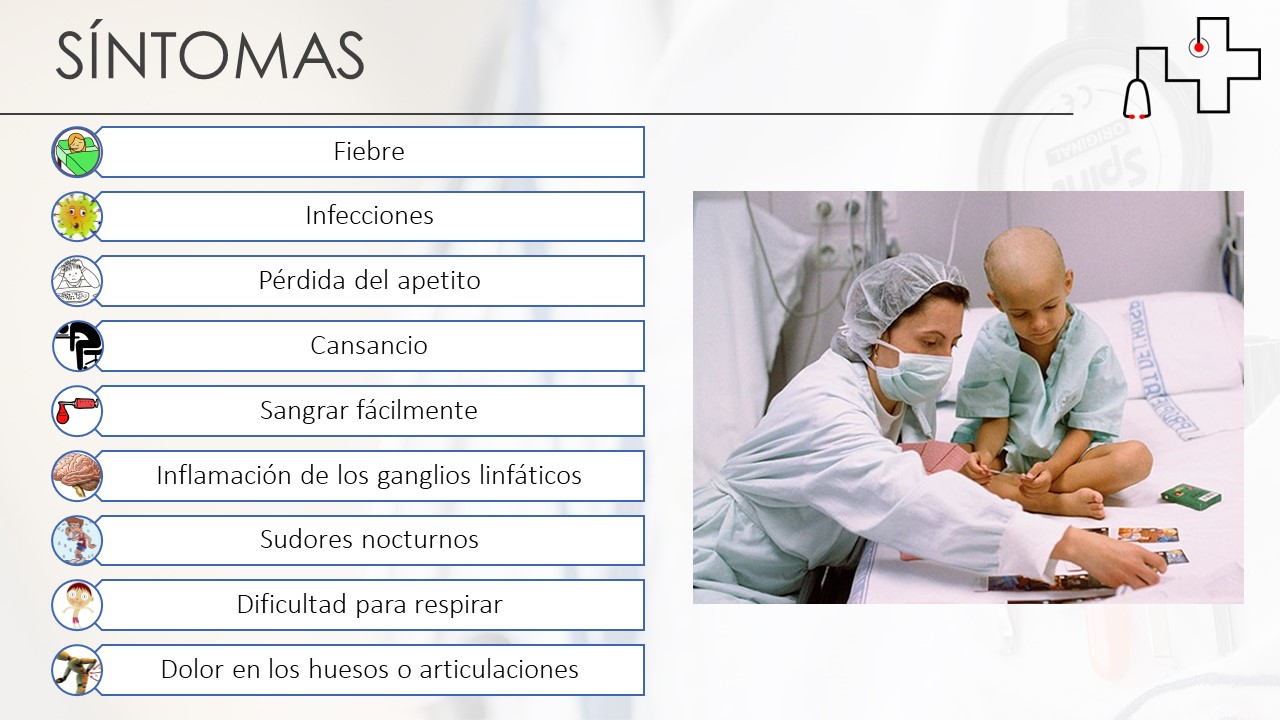 SÍNTOMAS
Fiebre
Infecciones
Pérdida del apetito
Cansancio
Sangrar fácilmente
Inflamación de los ganglios linfáticos
Sudores nocturnos
Dificultad para respirar
Dolor en los huesos o articulaciones
ORIGINAL